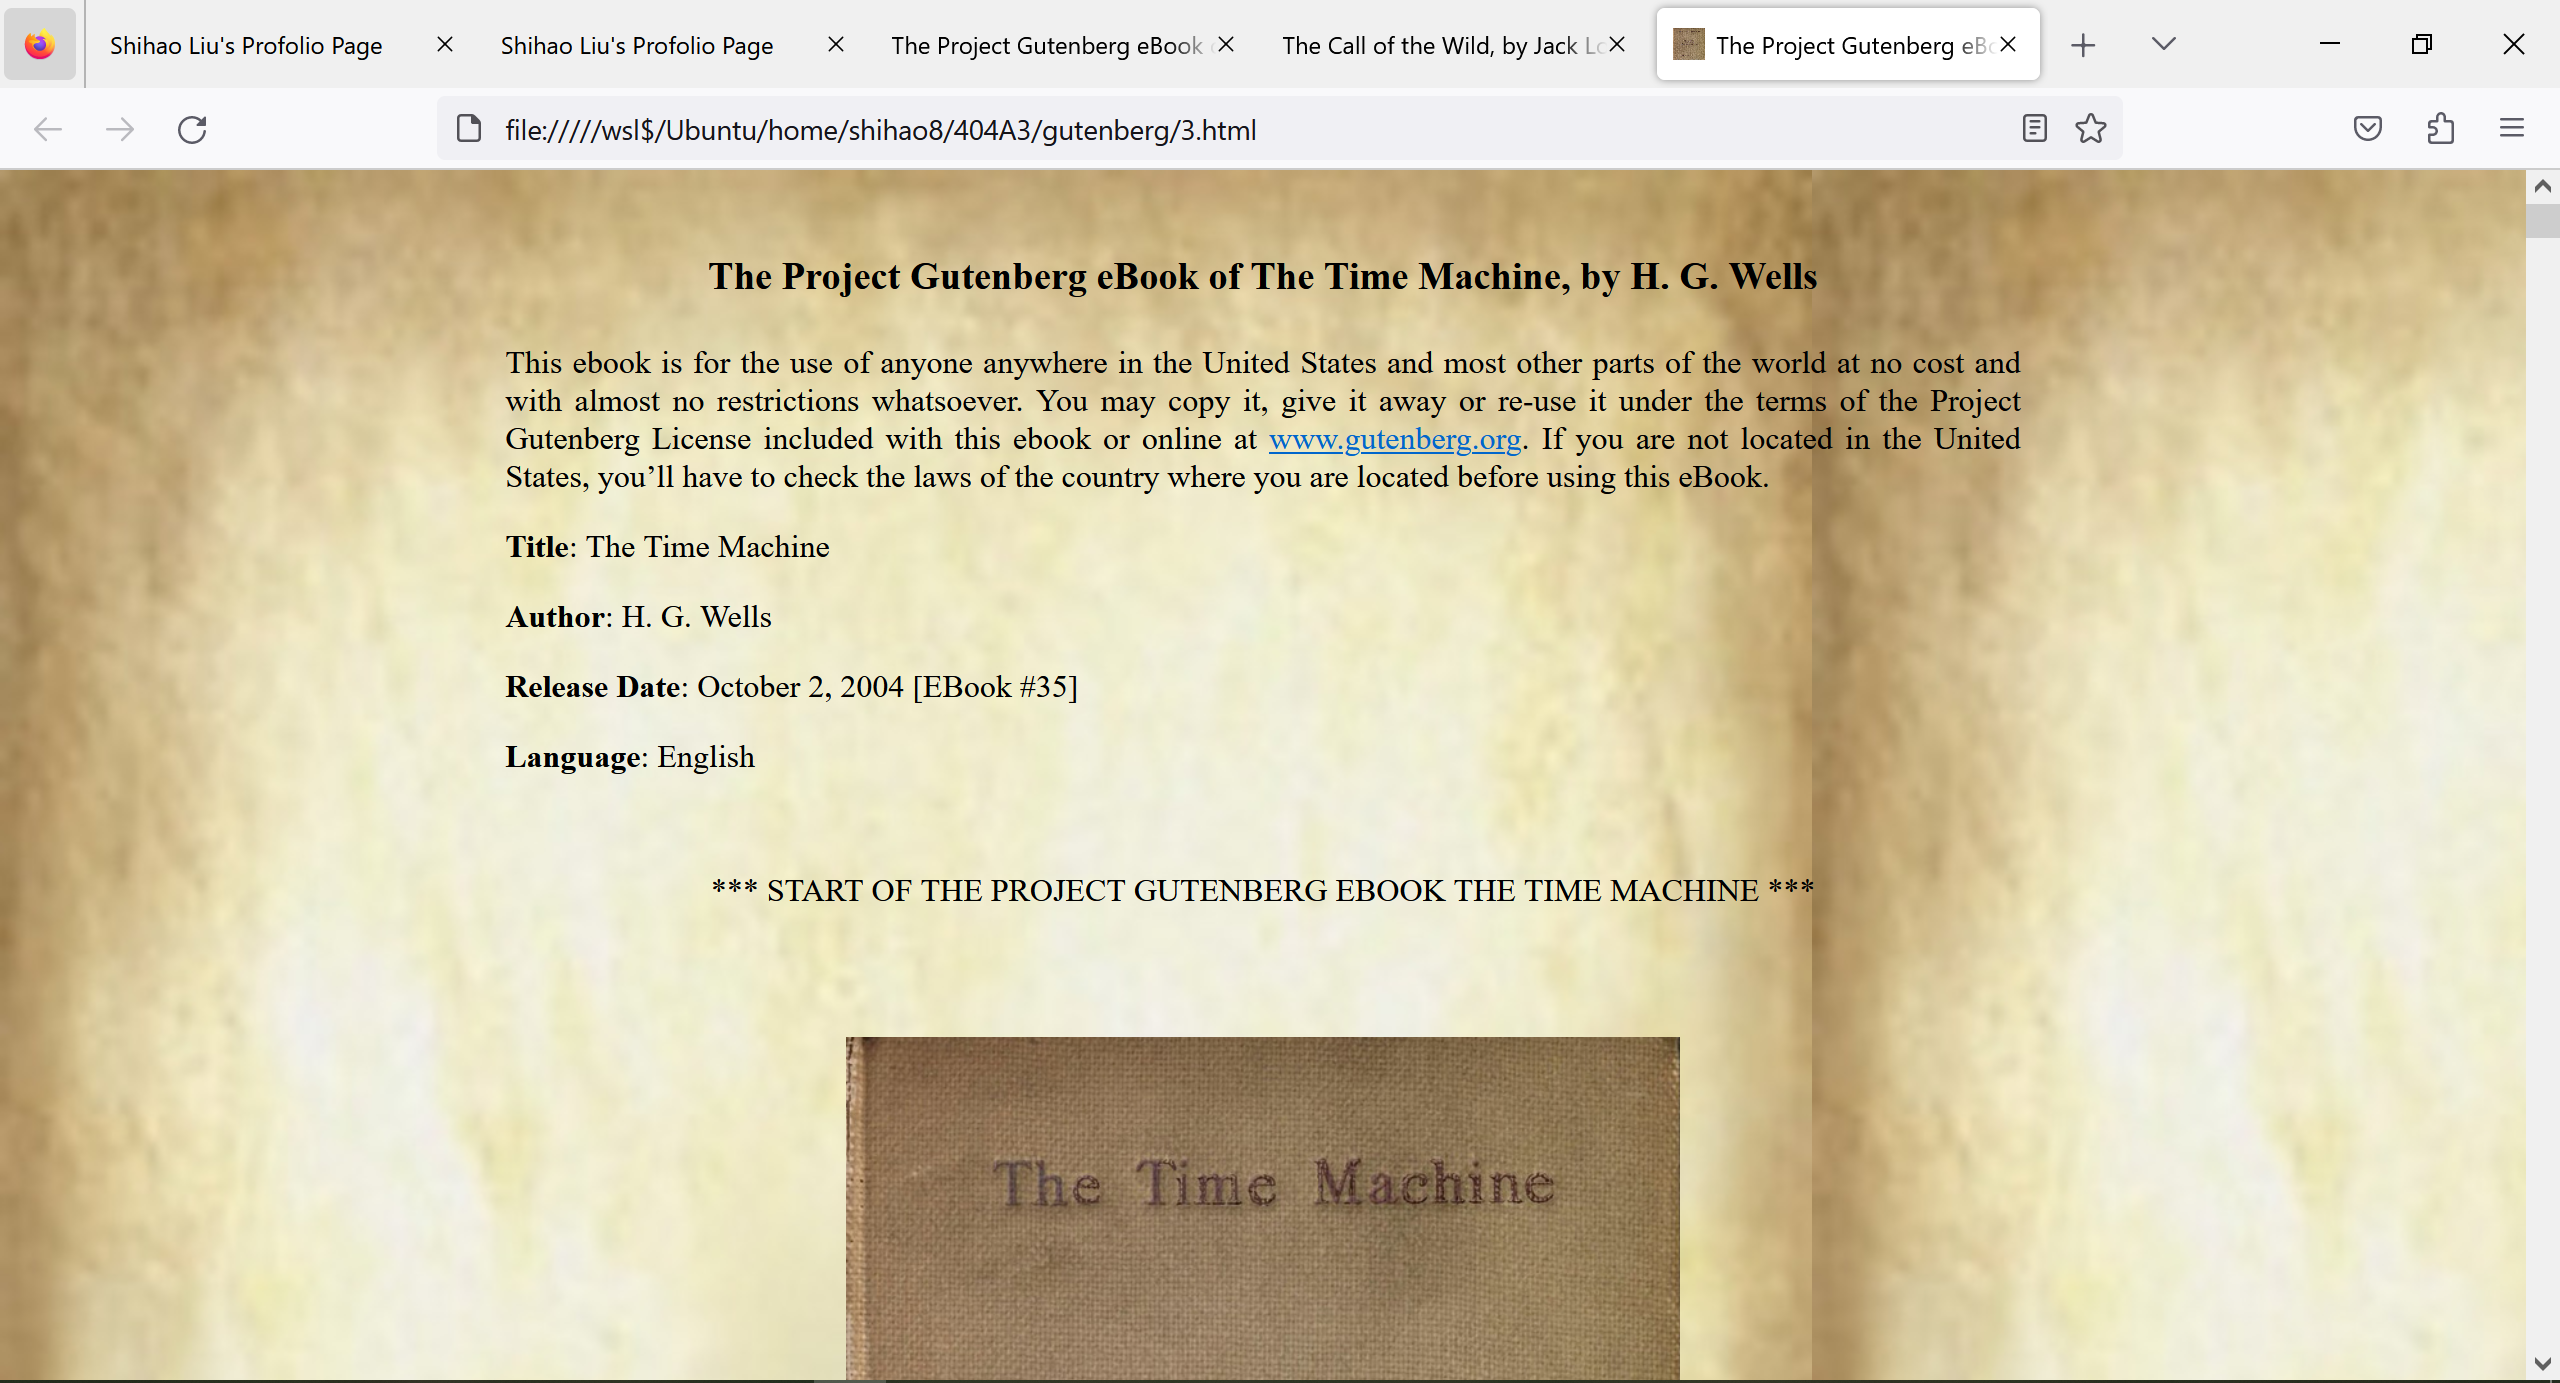 Shihao Liu's Profolio Page
Shihao Liu's Profolio Page
The Project Gutenberg eBook
The Call of the Wild, by Jack Lo
The Project Gutenberg eBo
file://///wsl$/Ubuntu/home/shihao8/404A3/gutenberg/3.html
The Project Gutenberg eBook of The Time Machine, by H. G. Wells
This ebook is for the use of anyone anywhere in the United States and most other parts of the world at no cost and
with almost no restrictions whatsoever. You may copy it, give it away or re-use it under the terms of the Project
Gutenberg License included with this ebook or online at www.gutenberg.org. If you are not located in the United
States, you’ll have to check the laws of the country where you are located before using this eBook.
Title: The Time Machine
Author: H. G. Wells
Release Date: October 2, 2004 [EBook #35]
Language: English
*** START OF THE PROJECT GUTENBERG EBOOK THE TIME MACHINE ***
The Time Machine